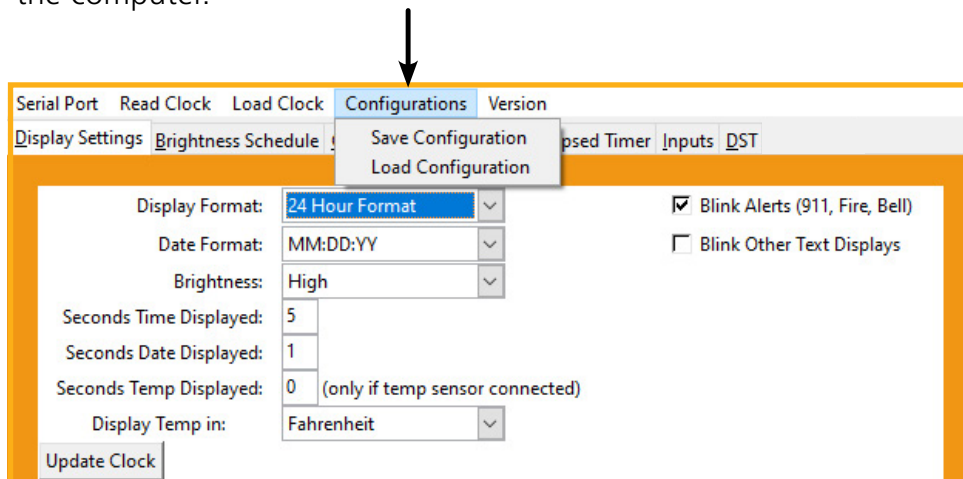 the computer.
Serial Port Read Clock Load Clock Configurations Version
Display Settings Brightness Schedule psed Timer Inputs DST
Save Configuration
Load Configuration
Display Format: 24 Hour Format Blink Alerts (911, Fire, Bell)
Date Format: MM:DD:YY Blink Other Text Displays
Brightness: High
Seconds Time Displayed: 5
Seconds Date Displayed: 1
Seconds Temp Displayed: 0 (only if temp sensor connected)
Display Temp in: Fahrenheit
Update Clock